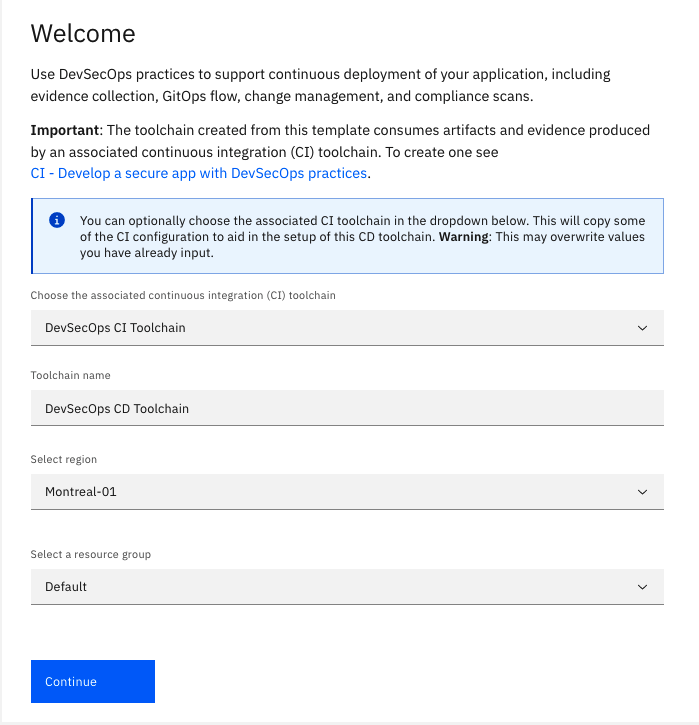 Welcome
Use DevSecOps practices to support continuous deployment of your application, including
evidence collection, GitOps flow, change management, and compliance scans.
Important: The toolchain created from this template consumes artifacts and evidence produced
by an associated continuous integration (CI) toolchain. To create one see
CI - Develop a secure app with DevSecOps practices.
You can optionally choose the associated CI toolchain in the dropdown below. This will copy some
of the CI configuration to aid in the setup of this CD toolchain. Warning: This may overwrite values
you have already input.
Choose the associated continuous integration (CI) toolchain
DevSecOps CI Toolchain
Toolchain name
DevSecOps CD Toolchain
Select region
Montreal-01
Select a resource group
Default
Continue